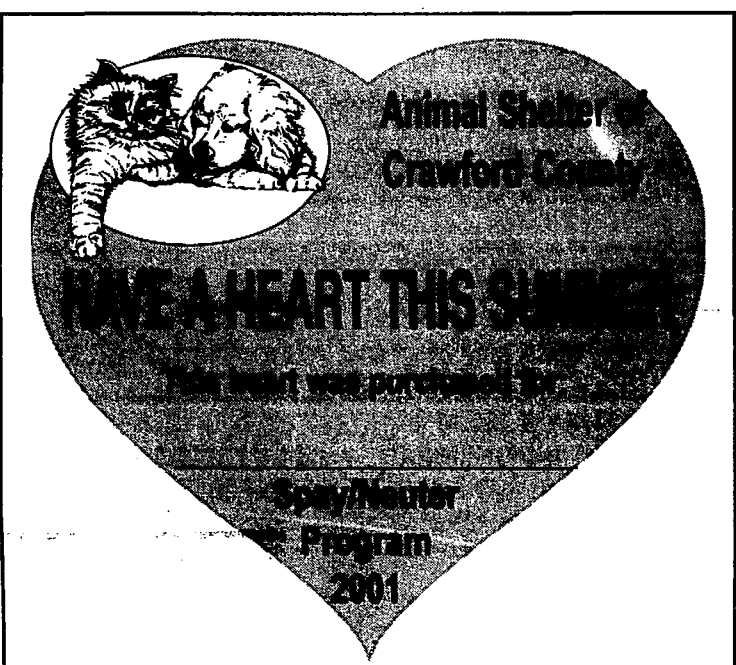 Animal Shelter of
Crawford County
HAVE A HEART THIS SUMMER
This heart was purchased for
Spay/Neuter
Program
2001